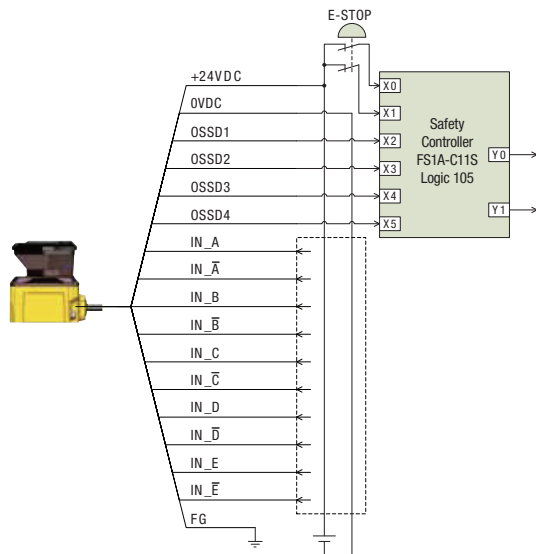 E-STOP
+24VDC
0VDC
OSSD1
OSSD2
OSSD3
OSSD4
IN_A
IN_A̅
IN_B
IN_B̅
IN_C
IN_C̅
IN_D
IN_D̅
IN_E
IN_E̅
FG
X0
X1
X2
X3
X4
X5
Safety
Controller
FS1A-C11S
Logic 105
Y0
Y1